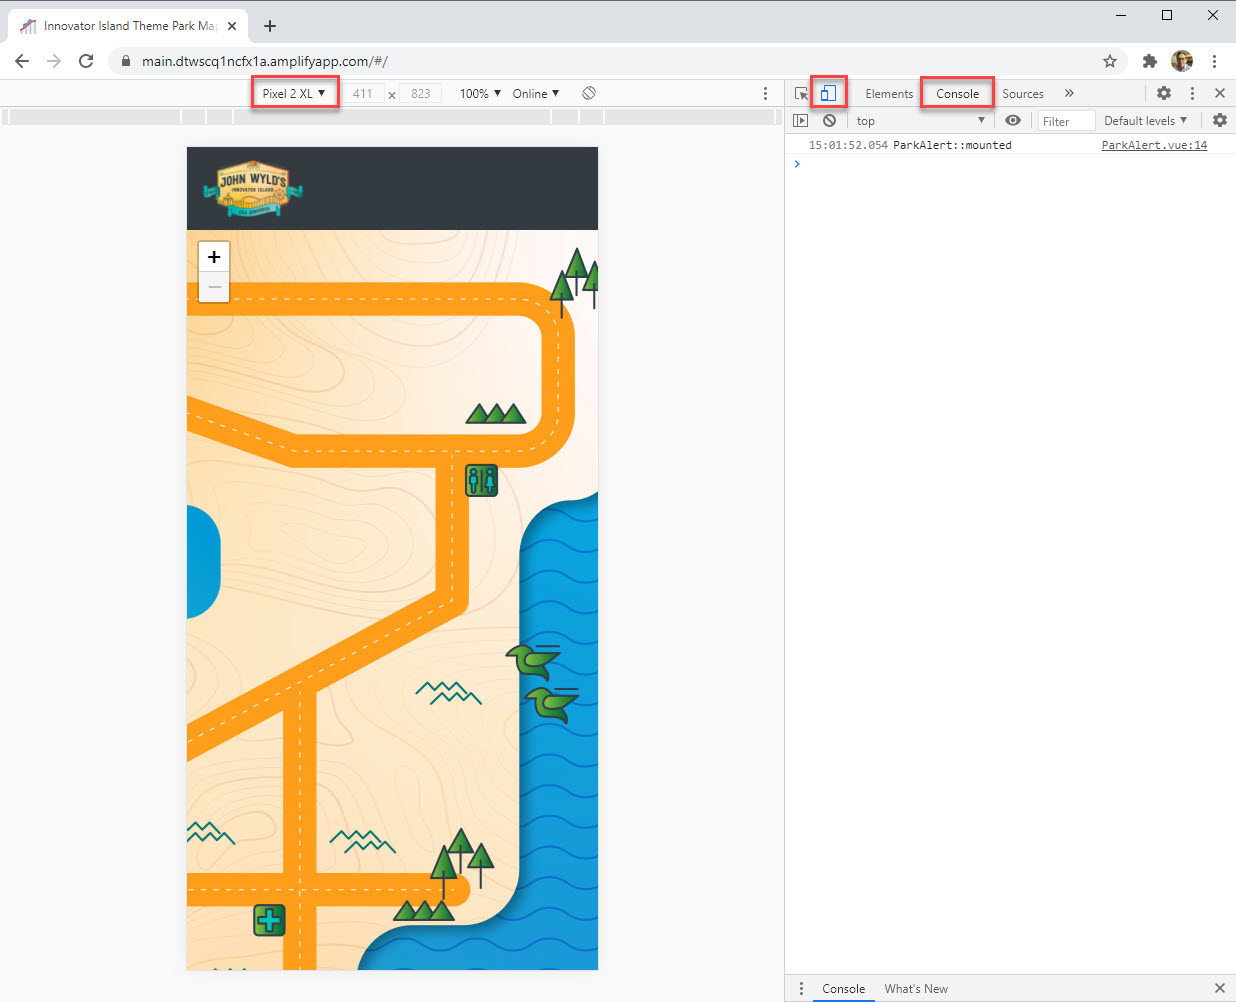 Innovator Island Theme Park Map
main.dtwscq1ncfx1a.amplifyapp.com/#/
Pixel 2 XL ▼ 411 × 823 100% ▼ Online ▼
Elements Console Sources »
top ▼ Filter Default levels ▼
15:01:52.054 ParkAlert::mounted ParkAlert.vue:14
>
JOHN WYLD'S
INNOVATOR ISLAND
+
−
Console What's New